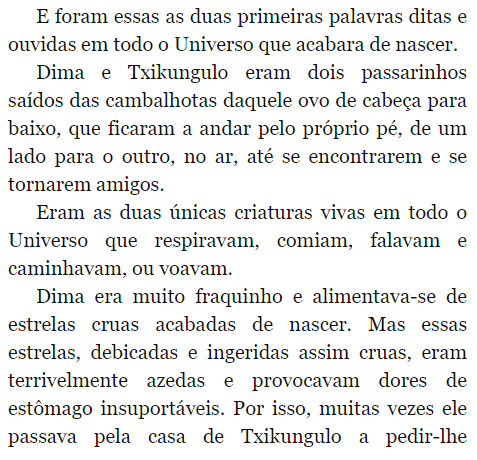 E foram essas as duas primeiras palavras ditas e
ouvidas em todo o Universo que acabara de nascer.
Dima e Txikungulo eram dois passarinhos
saídos das cambalhotas daquele ovo de cabeça para
baixo, que ficaram a andar pelo próprio pé, de um
lado para o outro, no ar, até se encontrarem e se
tornarem amigos.
Eram as duas únicas criaturas vivas em todo o
Universo que respiravam, comiam, falavam e
caminhavam, ou voavam.
Dima era muito fraquinho e alimentava-se de
estrelas cruas acabadas de nascer. Mas essas
estrelas, debicadas e ingeridas assim cruas, eram
terrivelmente azedas e provocavam dores de
estômago insuportáveis. Por isso, muitas vezes ele
passava pela casa de Txikungulo a pedir-lhe